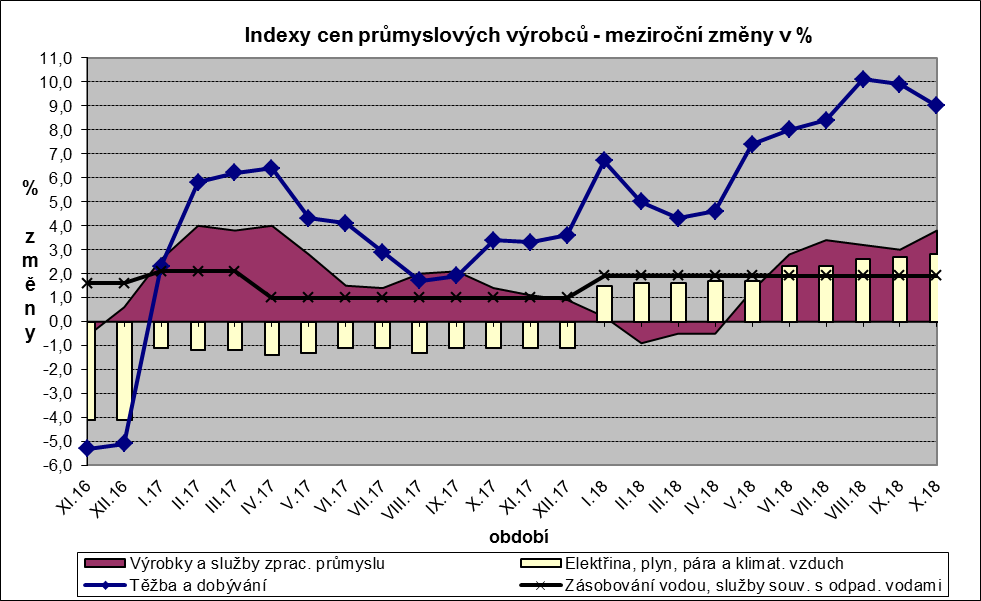 Indexy cen průmyslových výrobců - meziroční změny v %
11,0
10,0
9,0
8,0
7,0
6,0
5,0
4,0
3,0
2,0
1,0
0,0
-1,0
-2,0
-3,0
-4,0
-5,0
-6,0
% změny
XI.16 XII.16 I.17 II.17 III.17 IV.17 V.17 VI.17 VII.17 VIII.17 IX.17 X.17 XI.17 XII.17 I.18 II.18 III.18 IV.18 V.18 VI.18 VII.18 VIII.18 IX.18 X.18
období
Výrobky a služby zprac. průmyslu
Elektřina, plyn, pára a klimat. vzduch
Těžba a dobývání
Zásobování vodou, služby souv. s odpad. vodami